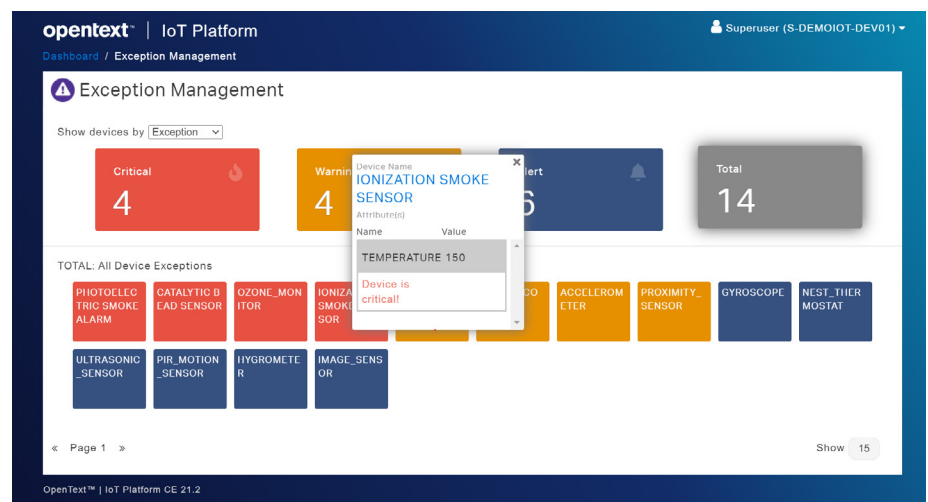 opentext™ | IoT Platform
Superuser (S-DEMOIOT-DEV01)
Dashboard / Exception Management
Exception Management
Show devices by Exception
Critical
4
Warnin
4
lert
6
Total
14
Device Name
IONIZATION SMOKE
SENSOR
Attribute(s)
Name Value
TEMPERATURE 150
Device is
critical!
TOTAL: All Device Exceptions
PHOTOELEC
TRIC SMOKE
ALARM
CATALYTIC B
EAD SENSOR
OZONE_MON
ITOR
IONIZA
SMOKE
SOR
CO
ACCELEROM
ETER
PROXIMITY_
SENSOR
GYROSCOPE
NEST_THER
MOSTAT
ULTRASONIC
_SENSOR
PIR_MOTION
_SENSOR
HYGROMETE
R
IMAGE_SENS
OR
« Page 1 »
Show 15
OpenText™ | IoT Platform CE 21.2